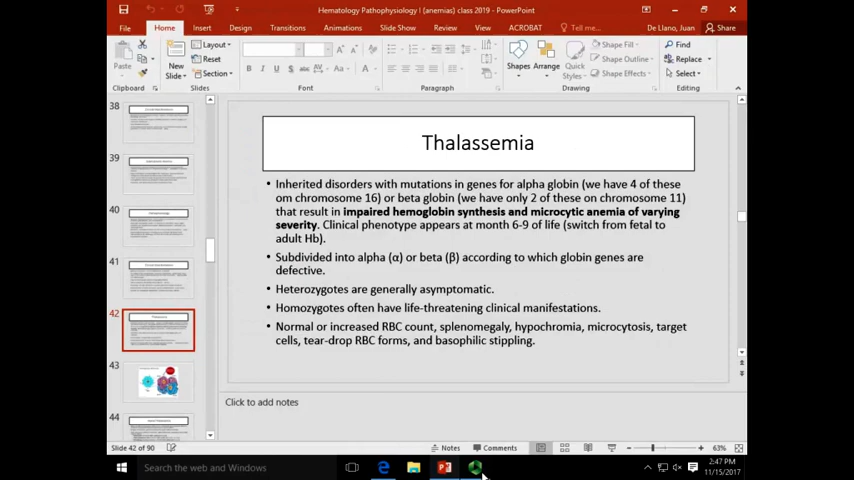 Hematology Pathophysiology I (anemias) class 2019 - PowerPoint
File Home Insert Design Transitions Animations Slide Show Review View ACROBAT Tell me... De Llano, Juan Share
Paste
New Slide
Layout
Reset
Section
Shapes
Arrange
Quick Styles
Shape Fill
Shape Outline
Shape Effects
Find
Replace
Select
Clipboard Slides Font Paragraph Drawing Editing
38
39
40
41
42
43
44
Thalassemia
• Inherited disorders with mutations in genes for alpha globin (we have 4 of these
om chromosome 16) or beta globin (we have only 2 of these on chromosome 11)
that result in impaired hemoglobin synthesis and microcytic anemia of varying
severity. Clinical phenotype appears at month 6-9 of life (switch from fetal to
adult Hb).
• Subdivided into alpha (α) or beta (β) according to which globin genes are
defective.
• Heterozygotes are generally asymptomatic.
• Homozygotes often have life-threatening clinical manifestations.
• Normal or increased RBC count, splenomegaly, hypochromia, microcytosis, target
cells, tear-drop RBC forms, and basophilic stippling.
Click to add notes
Slide 42 of 90 Notes Comments 63%
Search the web and Windows
2:47 PM
11/15/2017